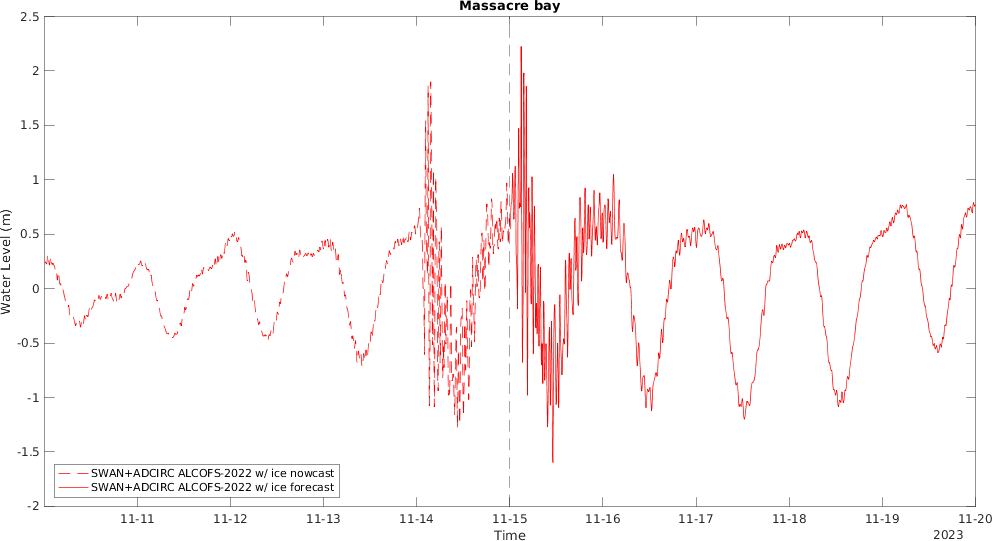 Massacre bay
2.5
2
1.5
1
0.5
0
-0.5
-1
-1.5
-2
Water Level (m)
SWAN+ADCIRC ALCOFS-2022 w/ ice nowcast
SWAN+ADCIRC ALCOFS-2022 w/ ice forecast
11-11 11-12 11-13 11-14 11-15 11-16 11-17 11-18 11-19 11-20
Time
2023